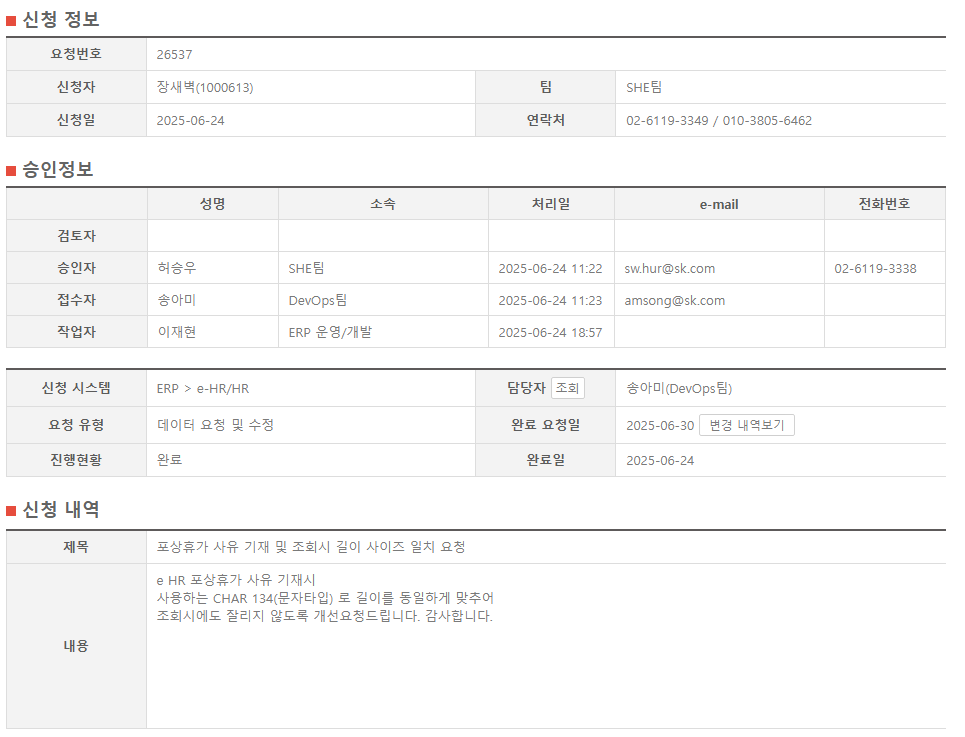 신청 정보
요청번호 26537
신청자 장새벽(1000613) 팀 SHE팀
신청일 2025-06-24 연락처 02-6119-3349 / 010-3805-6462
승인정보
성명 소속 처리일 e-mail 전화번호
검토자
승인자 허승우 SHE팀 2025-06-24 11:22 sw.hur@sk.com 02-6119-3338
접수자 송아미 DevOps팀 2025-06-24 11:23 amsong@sk.com
작업자 이재현 ERP 운영/개발 2025-06-24 18:57
신청 시스템 ERP > e-HR/HR 담당자 조회 송아미(DevOps팀)
요청 유형 데이터 요청 및 수정 완료 요청일 2025-06-30 변경 내역보기
진행현황 완료 완료일 2025-06-24
신청 내역
제목 포상휴가 사유 기재 및 조회시 길이 사이즈 일치 요청
내용
e HR 포상휴가 사유 기재시
사용하는 CHAR 134(문자타입) 로 길이를 동일하게 맞추어
조회시에도 잘리지 않도록 개선요청드립니다. 감사합니다.